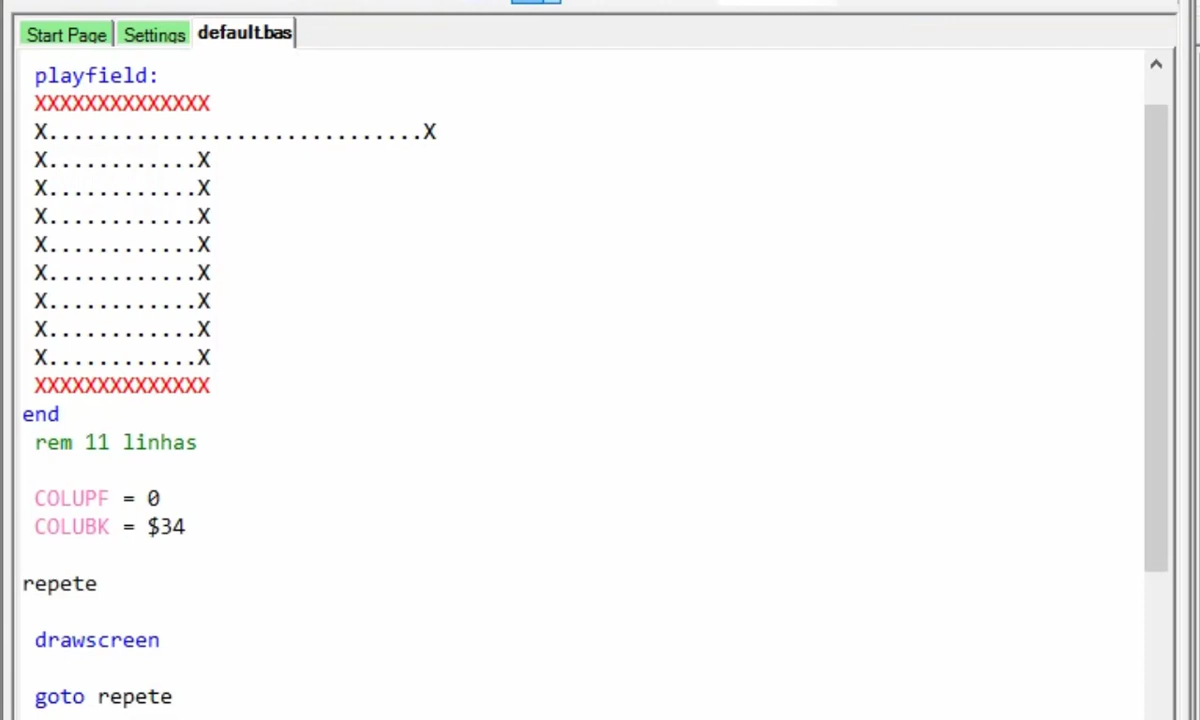 Start Page Settings default.bas
playfield:
XXXXXXXXXXXXXX
X..............................X
X............X
X............X
X............X
X............X
X............X
X............X
X............X
X............X
XXXXXXXXXXXXXX
end
rem 11 linhas
COLUPF = 0
COLUBK = $34
repete
drawscreen
goto repete